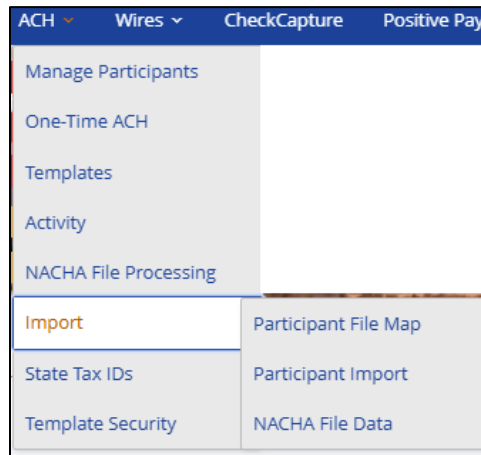 ACH Wires CheckCapture Positive Pay
Manage Participants
One-Time ACH
Templates
Activity
NACHA File Processing
Import
Participant File Map
State Tax IDs
Participant Import
Template Security
NACHA File Data